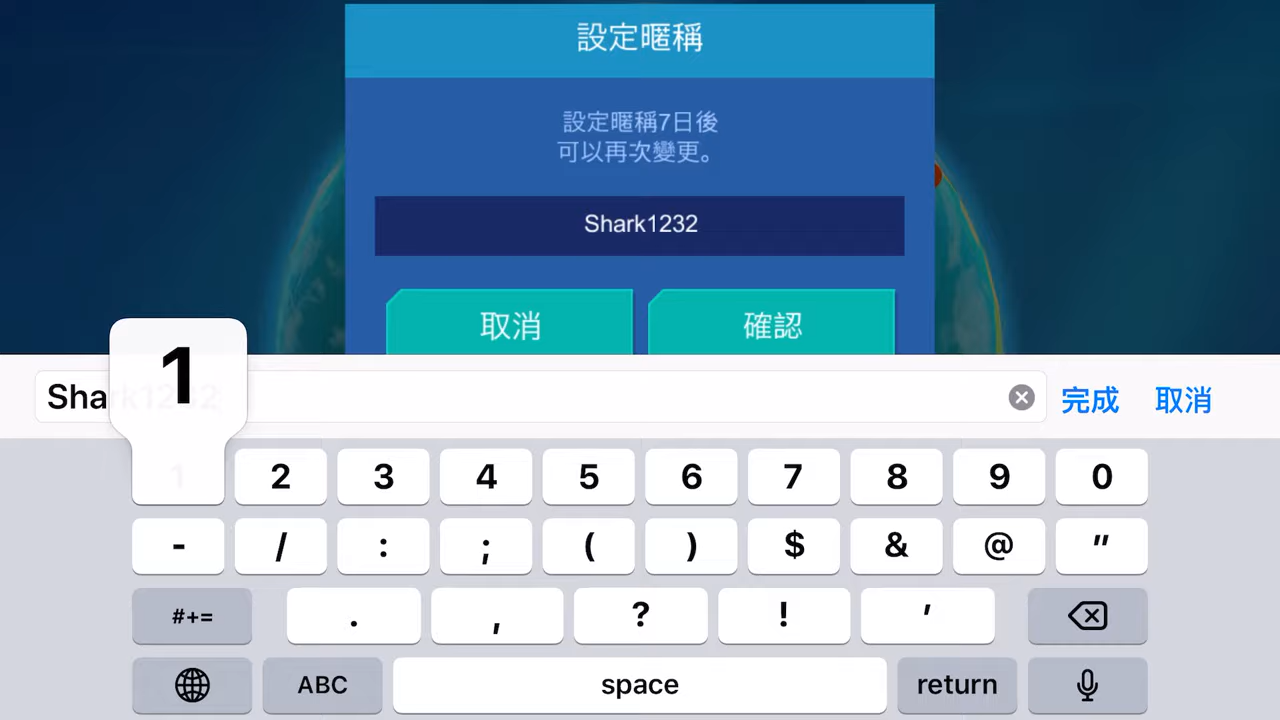 設定暱稱
設定暱稱7日後
可以再次變更。
Shark1232
取消
確認
Shark1232
完成
取消
1
1 2 3 4 5 6 7 8 9 0
- / : ; ( ) $ & @ "
#+= . , ? ! '
ABC space return